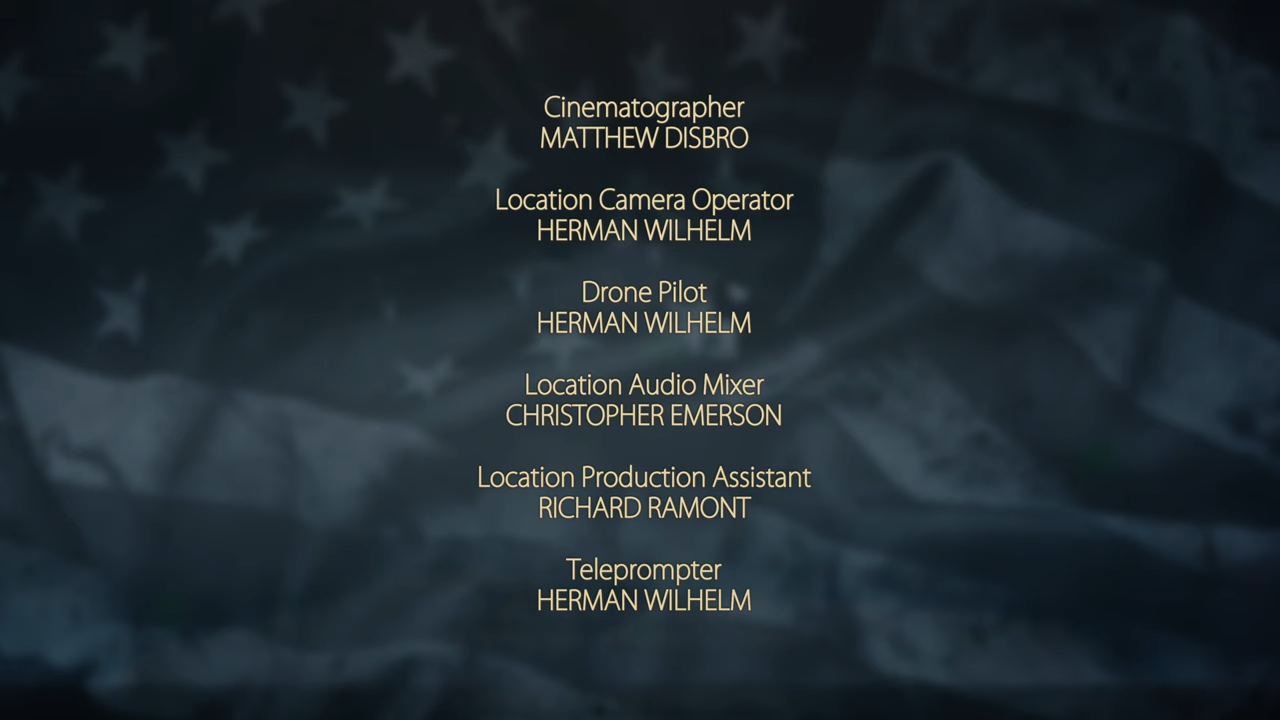 Cinematographer
MATTHEW DISBRO
Location Camera Operator
HERMAN WILHELM
Drone Pilot
HERMAN WILHELM
Location Audio Mixer
CHRISTOPHER EMERSON
Location Production Assistant
RICHARD RAMONT
Teleprompter
HERMAN WILHELM